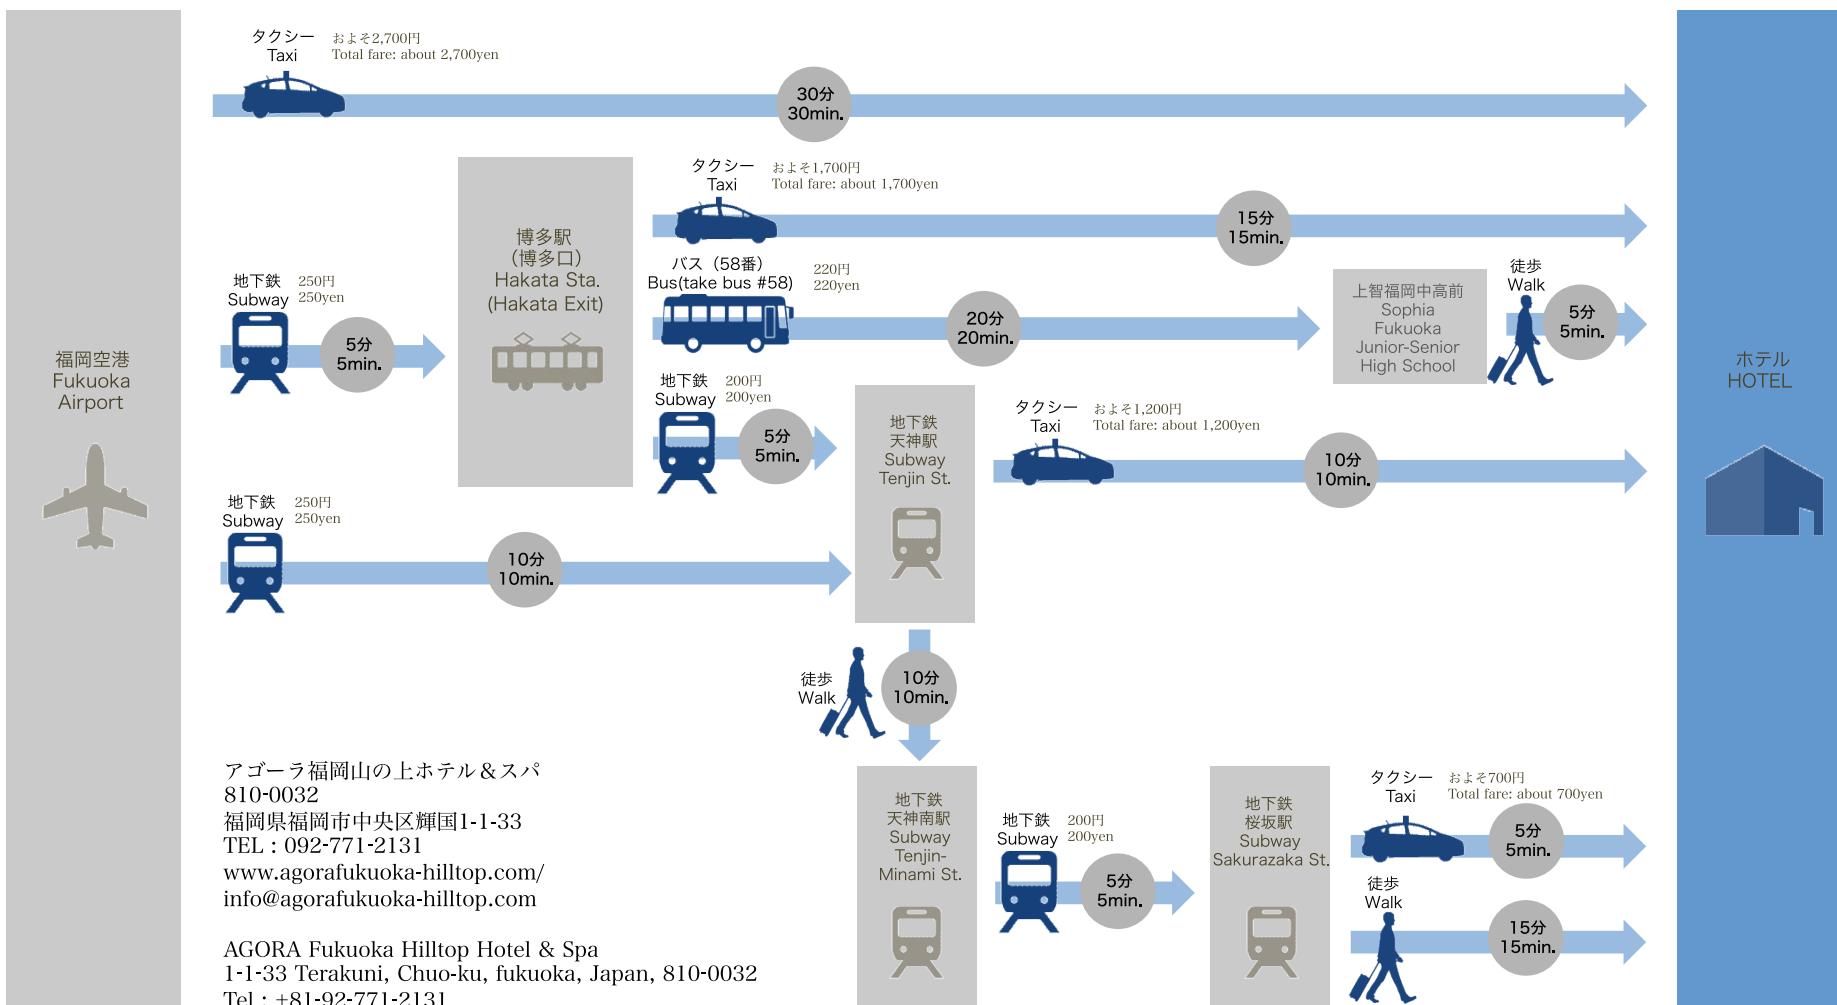 福岡空港
Fukuoka
Airport
タクシー
Taxi
およそ2,700円
Total fare: about 2,700yen
30分
30min.
地下鉄
Subway
250円
250yen
5分
5min.
博多駅
（博多口）
Hakata Sta.
(Hakata Exit)
タクシー
Taxi
およそ1,700円
Total fare: about 1,700yen
15分
15min.
バス（58番）
Bus(take bus #58)
220円
220yen
20分
20min.
上智福岡中高前
Sophia
Fukuoka
Junior-Senior
High School
徒歩
Walk
5分
5min.
地下鉄
Subway
200円
200yen
5分
5min.
地下鉄
天神駅
Subway
Tenjin St.
タクシー
Taxi
およそ1,200円
Total fare: about 1,200yen
10分
10min.
地下鉄
Subway
250円
250yen
10分
10min.
徒歩
Walk
10分
10min.
地下鉄
天神南駅
Subway
Tenjin-
Minami St.
地下鉄
Subway
200円
200yen
5分
5min.
地下鉄
桜坂駅
Subway
Sakurazaka St.
タクシー
Taxi
およそ700円
Total fare: about 700yen
5分
5min.
徒歩
Walk
15分
15min.
ホテル
HOTEL
アゴーラ福岡山の上ホテル＆スパ
810-0032
福岡県福岡市中央区輝国1-1-33
TEL : 092-771-2131
www.agorafukuoka-hilltop.com/
info@agorafukuoka-hilltop.com
AGORA Fukuoka Hilltop Hotel & Spa
1-1-33 Terakuni, Chuo-ku, fukuoka, Japan, 810-0032
Tel : +81-92-771-2131